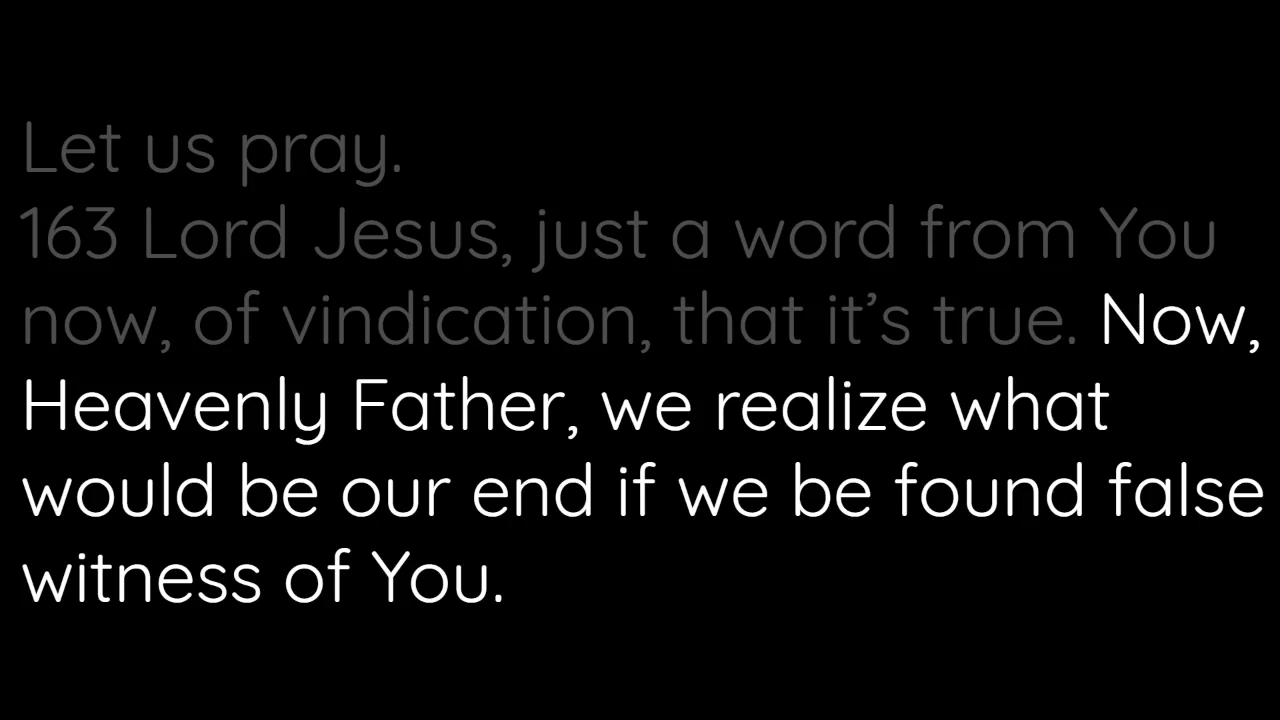 Let us pray.
163 Lord Jesus, just a word from You
now, of vindication, that it’s true. Now,
Heavenly Father, we realize what
would be our end if we be found false
witness of You.